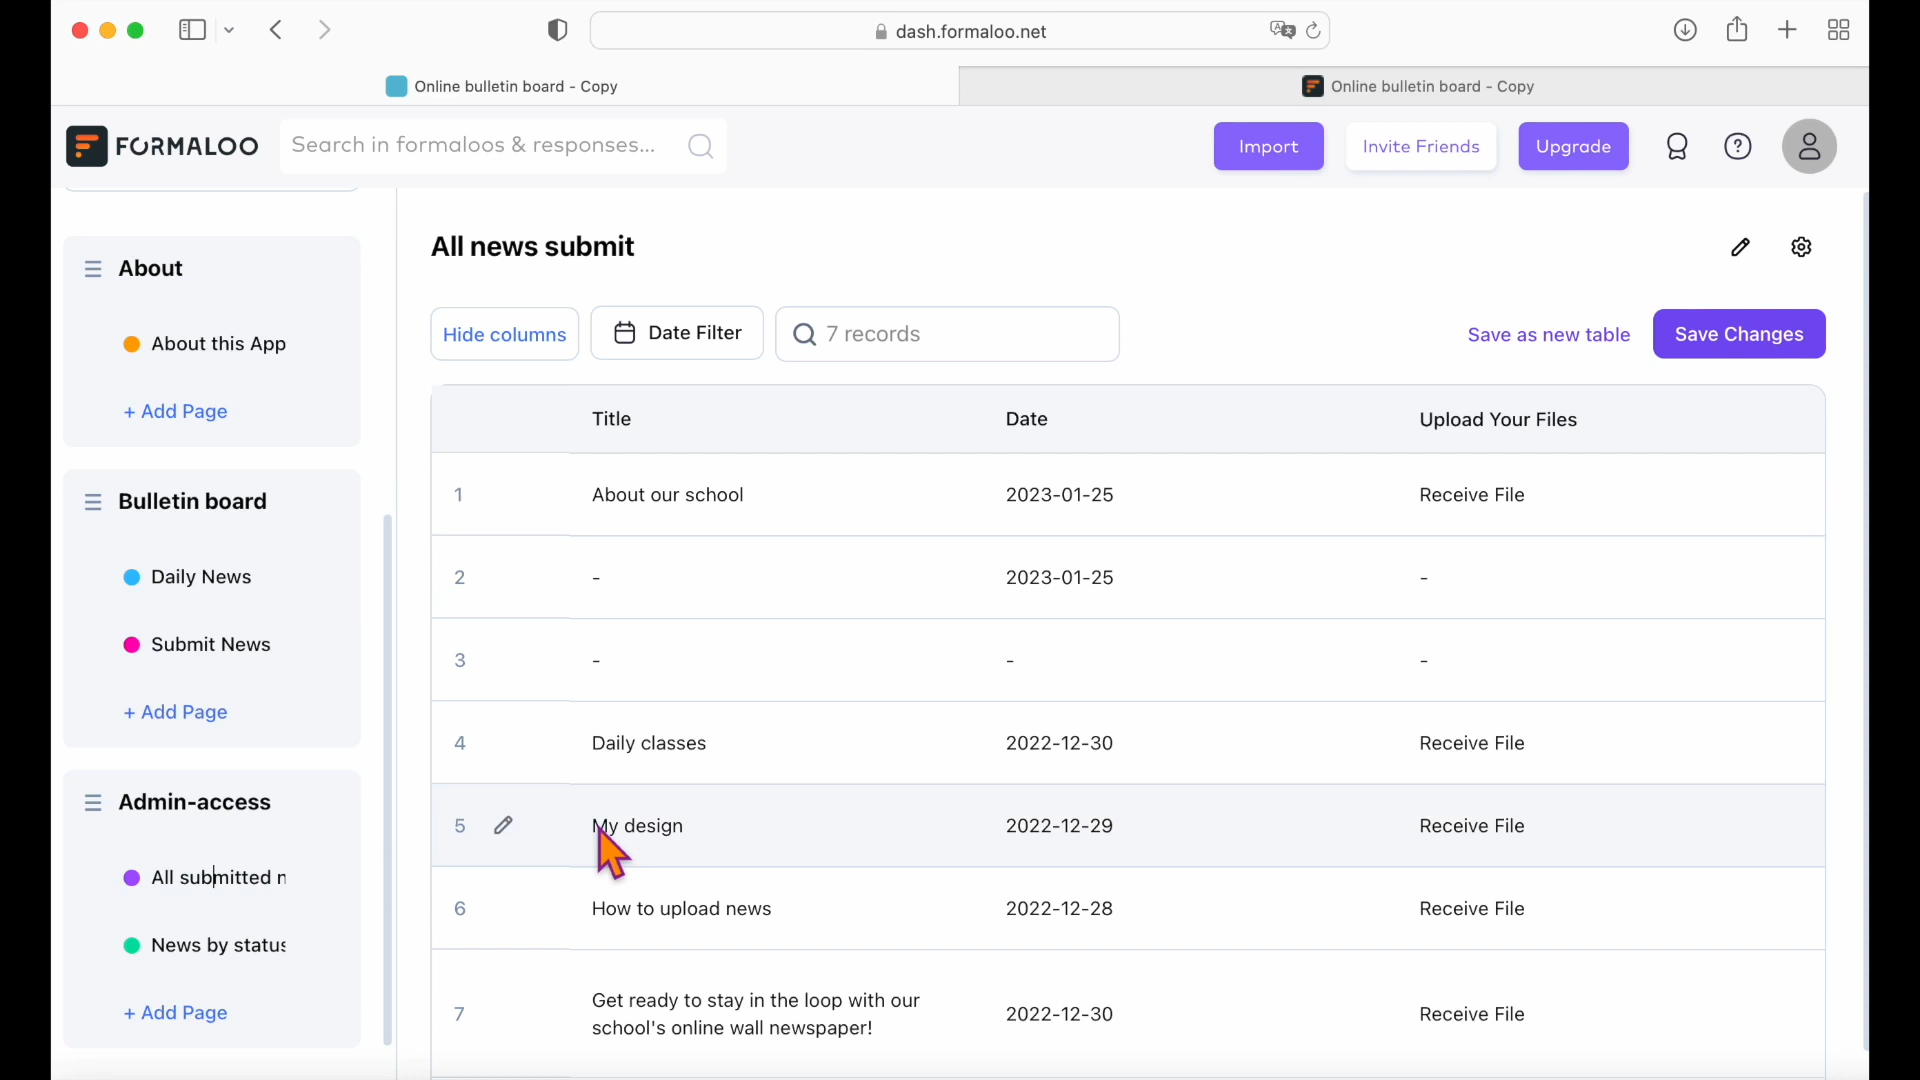 dash.formaloo.net
Online bulletin board - Copy
Online bulletin board - Copy
FORMALOO
Search in formaloos & responses...
Import
Invite Friends
Upgrade
About
About this App
+ Add Page
Bulletin board
Daily News
Submit News
+ Add Page
Admin-access
All submitted n
News by status
+ Add Page
All news submit
Hide columns
Date Filter
7 records
Save as new table
Save Changes
Title Date Upload Your Files
1 About our school 2023-01-25 Receive File
2 - 2023-01-25 -
3 - - -
4 Daily classes 2022-12-30 Receive File
5 My design 2022-12-29 Receive File
6 How to upload news 2022-12-28 Receive File
7 Get ready to stay in the loop with our
school's online wall newspaper! 2022-12-30 Receive File